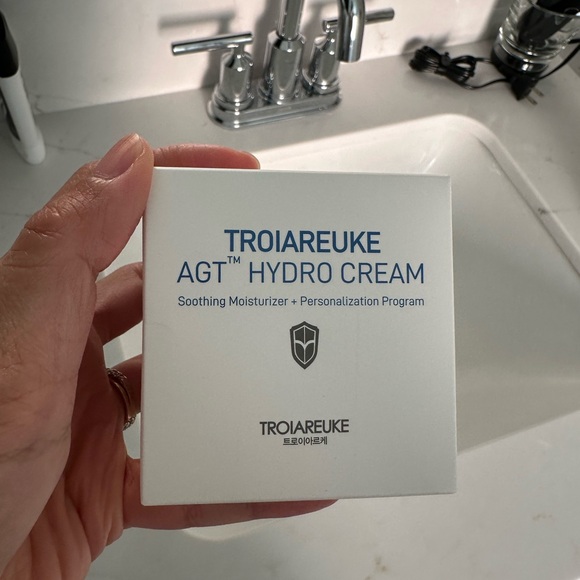 TROIAREUKE
AGT™ HYDRO CREAM
Soothing Moisturizer + Personalization Program
TROIAREUKE
트로이아르케